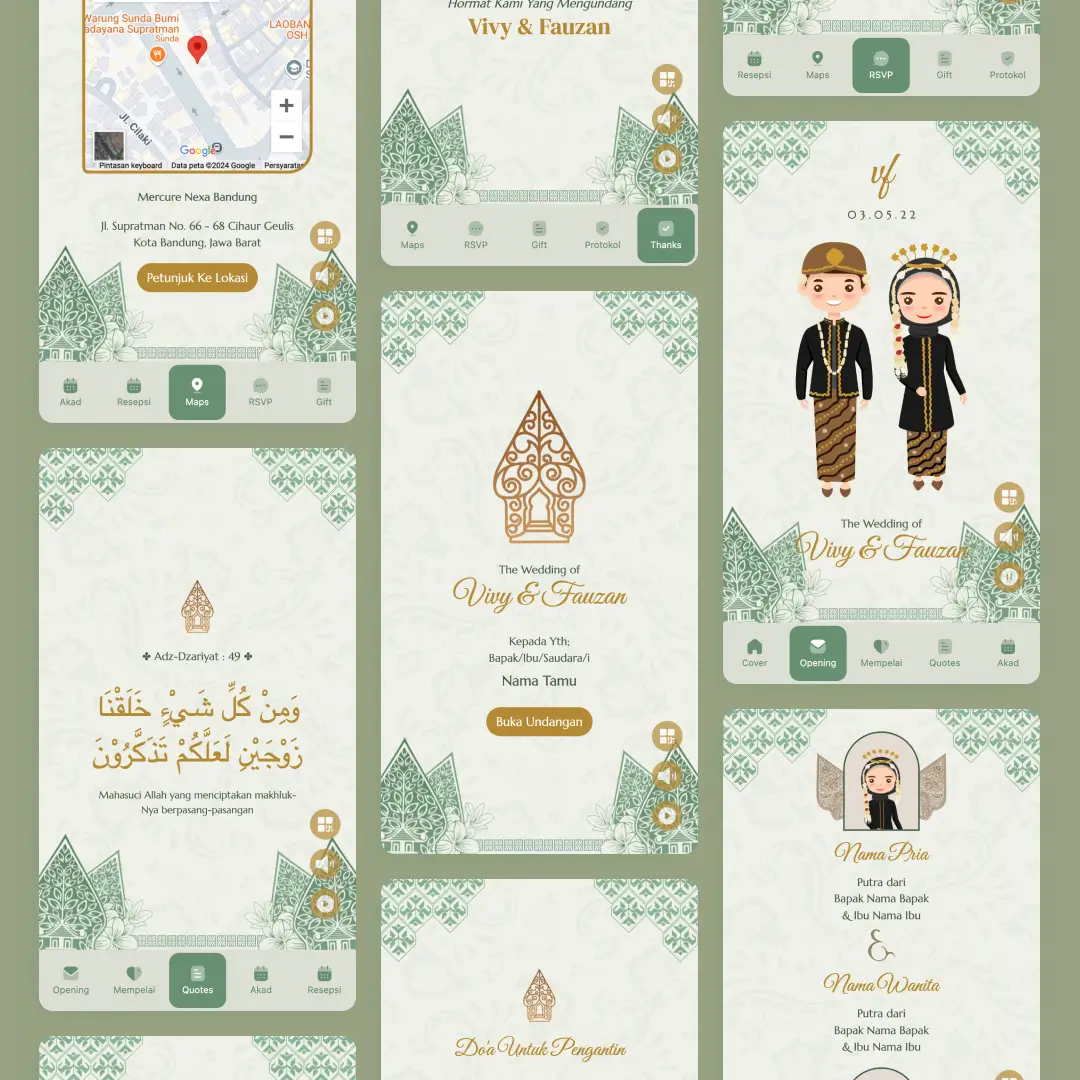 Warung Sunda Bumi
adayana Supratman
Sunda
LAOBAN
OSH
Jl. Cilaki
+
−
Google
Pintasan keyboard
Data peta ©2024 Google
Mercure Nexa Bandung
Jl. Supratman No. 66 - 68 Cihaur Geulis
Kota Bandung, Jawa Barat
Petunjuk Ke Lokasi
Akad
Resepsi
Maps
RSVP
Gift
✤ Adz-Dzariyat : 49 ✤
وَمِنْ كُلِّ شَيْءٍ خَلَقْنَا
زَوْجَيْنِ لَعَلَّكُمْ تَذَكَّرُوْنَ
Mahasuci Allah yang menciptakan makhluk-
Nya berpasang-pasangan
Opening
Mempelai
Quotes
Akad
Resepsi
Hormat Kami Yang Mengundang
Vivy & Fauzan
Maps
RSVP
Gift
Protokol
Thanks
The Wedding of
Vivy & Fauzan
Kepada Yth;
Bapak/Ibu/Saudara/i
Nama Tamu
Buka Undangan
Do'a Untuk Pengantin
Resepsi
Maps
RSVP
Gift
Protokol
vf
03.05.22
The Wedding of
Vivy & Fauzan
Cover
Opening
Mempelai
Quotes
Akad
Nama Pria
Putra dari
Bapak Nama Bapak
& Ibu Nama Ibu
&
Nama Wanita
Putra dari
Bapak Nama Bapak
& Ibu Nama Ibu